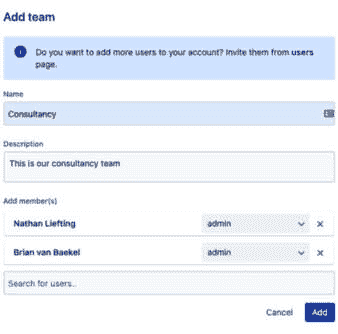 Add team
Do you want to add more users to your account? Invite them from users
page.
Name
Consultancy
Description
This is our consultancy team
Add member(s)
Nathan Liefting admin
Brian van Baekel admin
Search for users..
Cancel Add